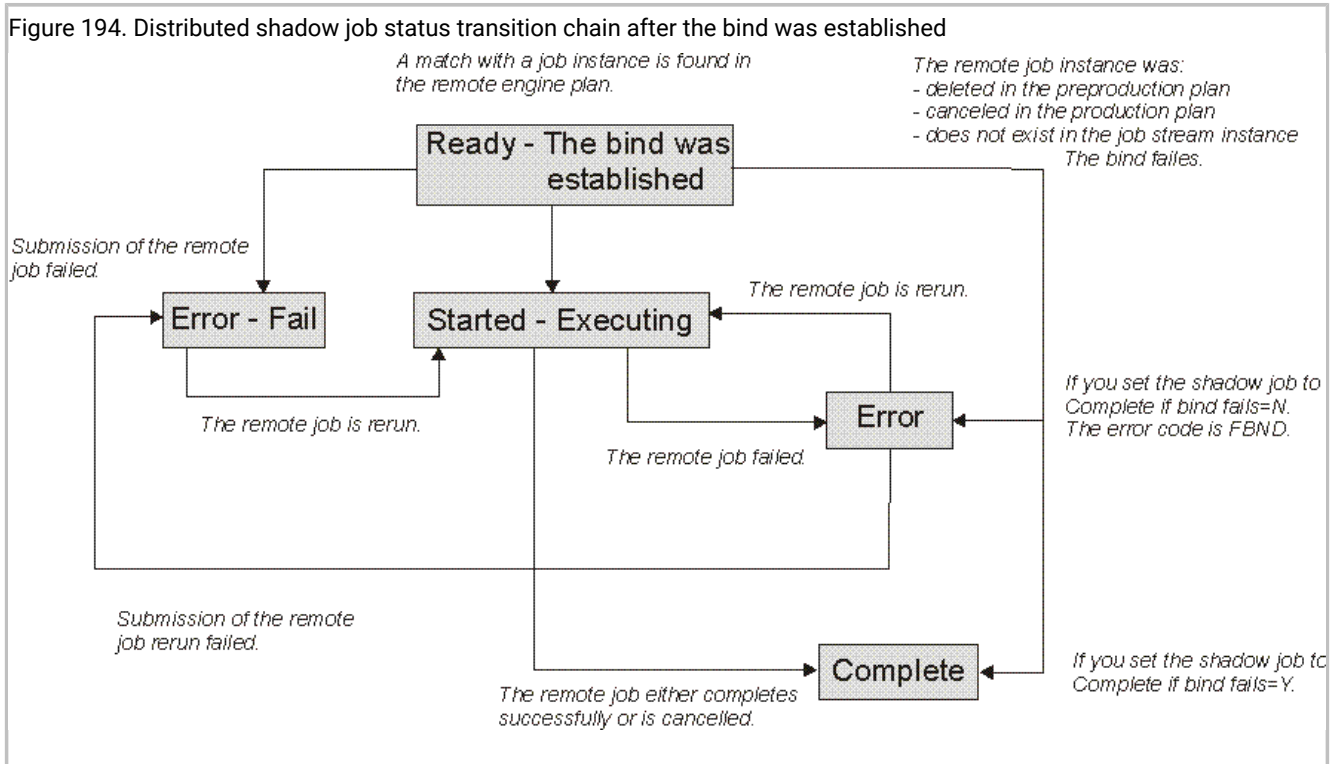 Figure 194. Distributed shadow job status transition chain after the bind was established
A match with a job instance is found in
the remote engine plan.
The remote job instance was:
- deleted in the preproduction plan
- canceled in the production plan
- does not exist in the job stream instance
The bind failes.
Ready - The bind was
established
Submission of the remote
job failed.
Error - Fail
Started - Executing
The remote job is rerun.
The remote job is rerun.
Error
If you set the shadow job to
Complete if bind fails=N.
The error code is FBND.
The remote job failed.
Submission of the remote
job rerun failed.
Complete
The remote job either completes
successfully or is cancelled.
If you set the shadow job to
Complete if bind fails=Y.